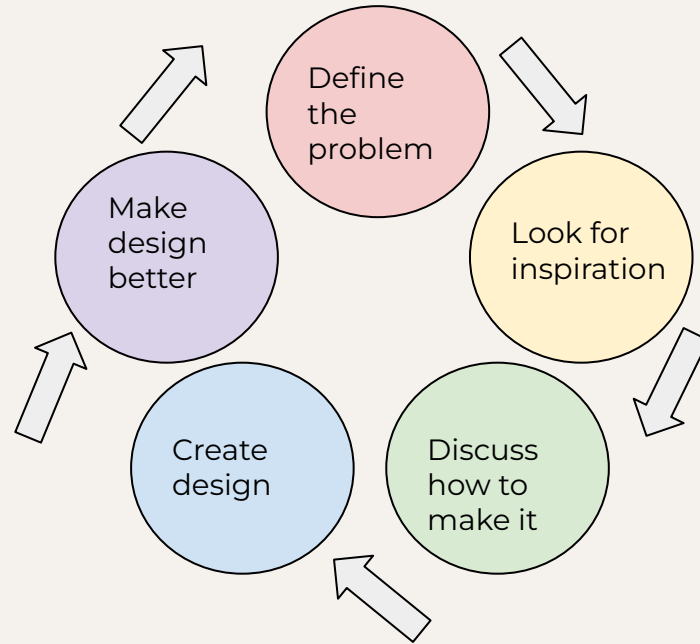 Define
the
problem
Look for
inspiration
Discuss
how to
make it
Create
design
Make
design
better